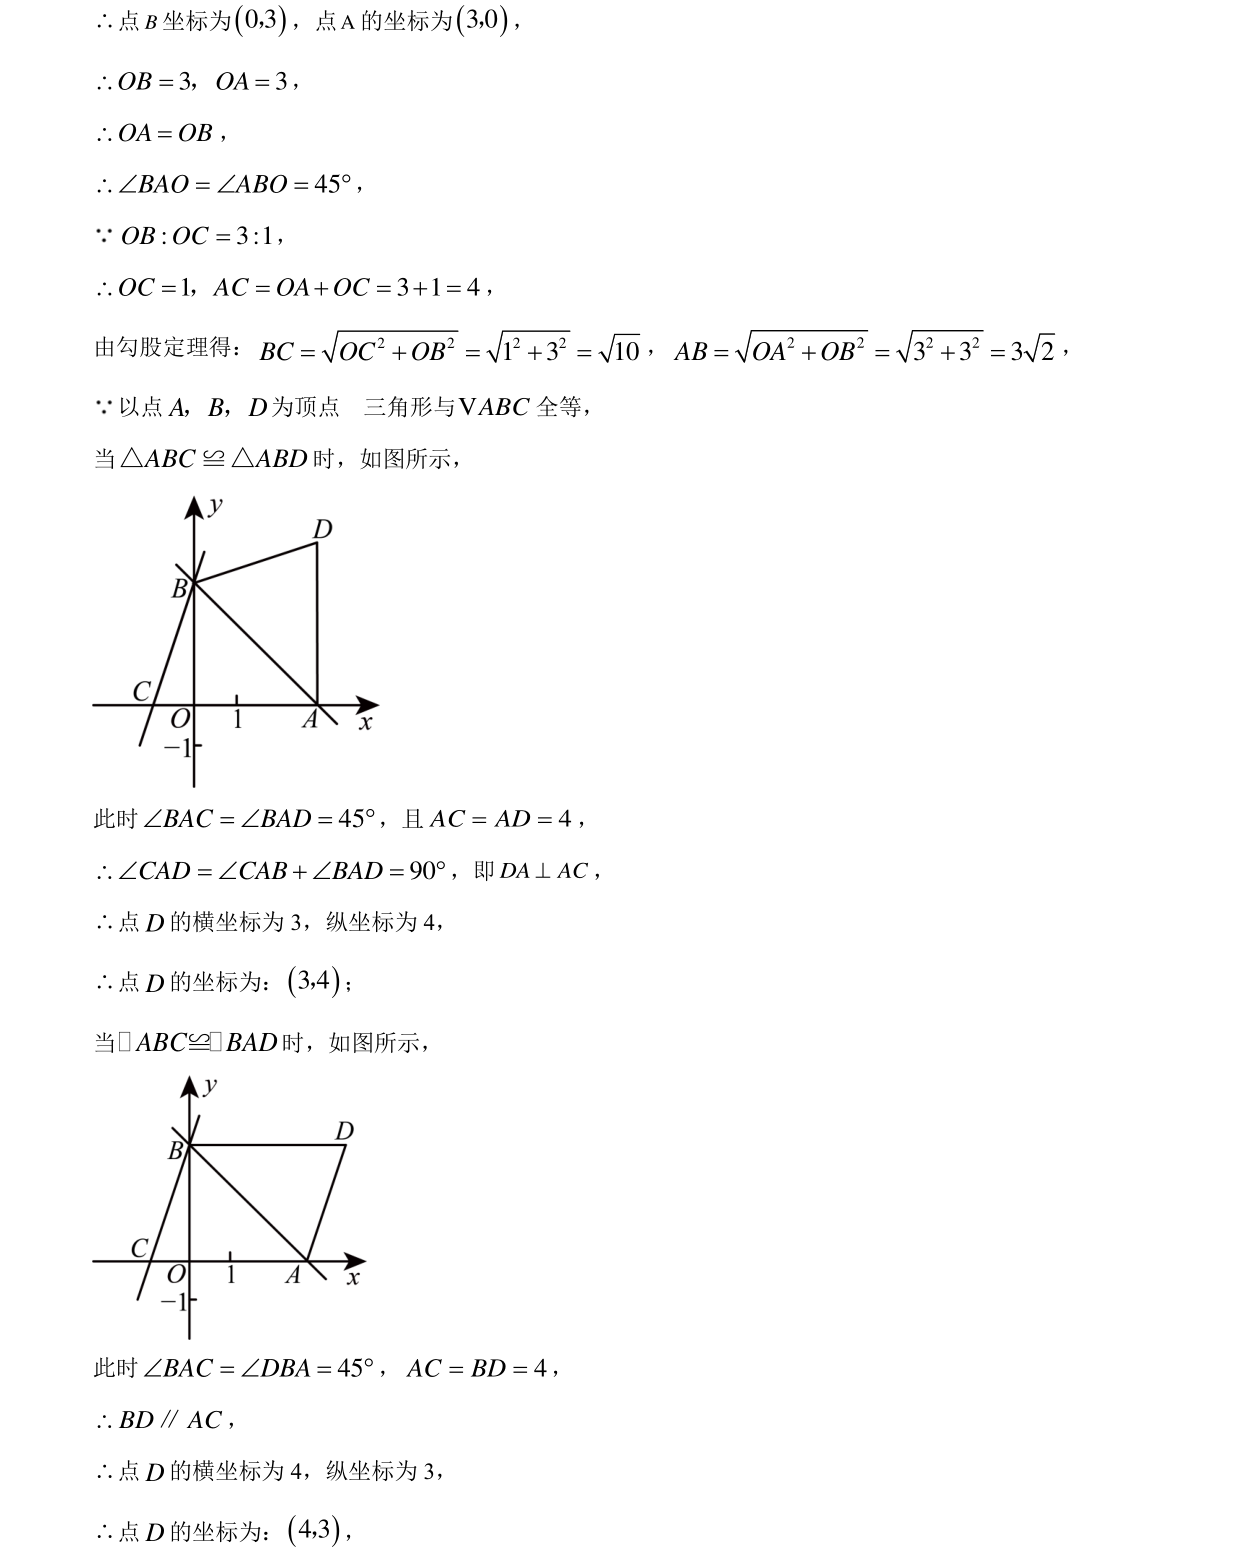 ∴点B坐标为(0,3)，点A的坐标为(3,0)，
∴OB=3，OA=3，
∴OA=OB，
∴∠BAO=∠ABO=45°，
∵OB:OC=3:1，
∴OC=1，AC=OA+OC=3+1=4，
由勾股定理得：BC=√(OC²+OB²)=√(1²+3²)=√10，AB=√(OA²+OB²)=√(3²+3²)=3√2，
∵以点A，B，D为顶点 三角形与VABC全等，
当△ABC≌△ABD时，如图所示，
y
D
B
C
O 1 A x
−1
此时∠BAC=∠BAD=45°，且AC=AD=4，
∴∠CAD=∠CAB+∠BAD=90°，即DA⊥AC，
∴点D的横坐标为3，纵坐标为4，
∴点D的坐标为：(3,4)；
当□ABC≌□BAD时，如图所示，
y
D
B
C
O 1 A x
−1
此时∠BAC=∠DBA=45°，AC=BD=4，
∴BD∥AC，
∴点D的横坐标为4，纵坐标为3，
∴点D的坐标为：(4,3)，